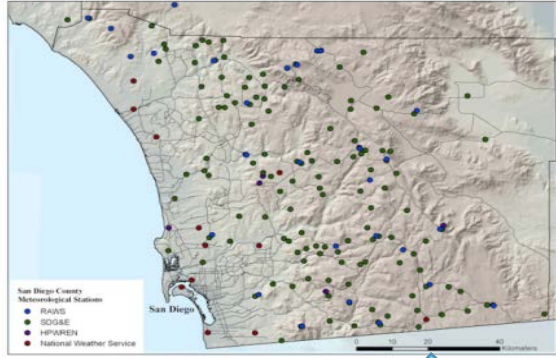 San Diego
San Diego County
Meteorological Stations
RAWS
SDG&E
HPWREN
National Weather Service
0 10 20 40
Kilometers